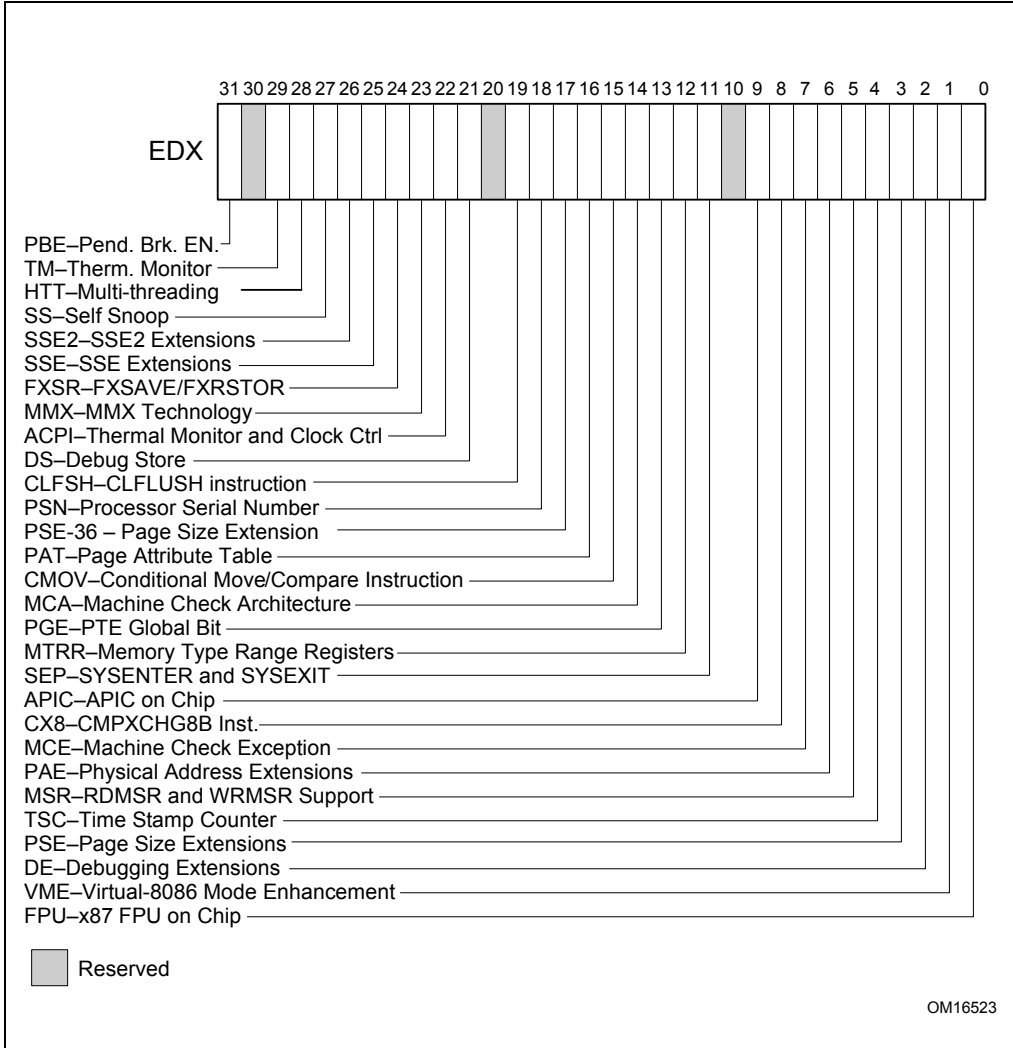 31 30 29 28 27 26 25 24 23 22 21 20 19 18 17 16 15 14 13 12 11 10 9 8 7 6 5 4 3 2 1 0
EDX
PBE–Pend. Brk. EN.
TM–Therm. Monitor
HTT–Multi-threading
SS–Self Snoop
SSE2–SSE2 Extensions
SSE–SSE Extensions
FXSR–FXSAVE/FXRSTOR
MMX–MMX Technology
ACPI–Thermal Monitor and Clock Ctrl
DS–Debug Store
CLFSH–CLFLUSH instruction
PSN–Processor Serial Number
PSE-36 – Page Size Extension
PAT–Page Attribute Table
CMOV–Conditional Move/Compare Instruction
MCA–Machine Check Architecture
PGE–PTE Global Bit
MTRR–Memory Type Range Registers
SEP–SYSENTER and SYSEXIT
APIC–APIC on Chip
CX8–CMPXCHG8B Inst.
MCE–Machine Check Exception
PAE–Physical Address Extensions
MSR–RDMSR and WRMSR Support
TSC–Time Stamp Counter
PSE–Page Size Extensions
DE–Debugging Extensions
VME–Virtual-8086 Mode Enhancement
FPU–x87 FPU on Chip
Reserved
OM16523